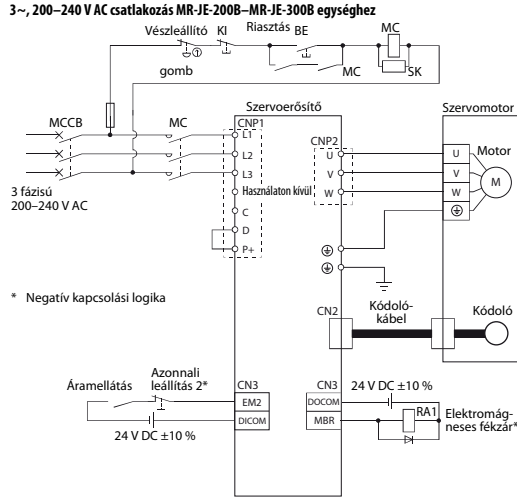 3~, 200–240 V AC csatlakozás MR-JE-200B–MR-JE-300B egységhez
Vészleállító
gomb
①
KI
Riasztás
BE
MC
MC
SK
MCCB
MC
3 fázisú
200–240 V AC
Szervoerősítő
CNP1
L1
L2
L3
Használaton kívül
C
D
P+
CNP2
U
V
W
Szervomotor
U
V
W
Motor
M
* Negatív kapcsolási logika
CN2
Kódoló-
kábel
Kódoló
Áramellátás
Azonnali
leállítás 2*
24 V DC ±10 %
CN3
EM2
DICOM
CN3
DOCOM
MBR
24 V DC ±10 %
RA1
Elektromág-
neses fékzár*